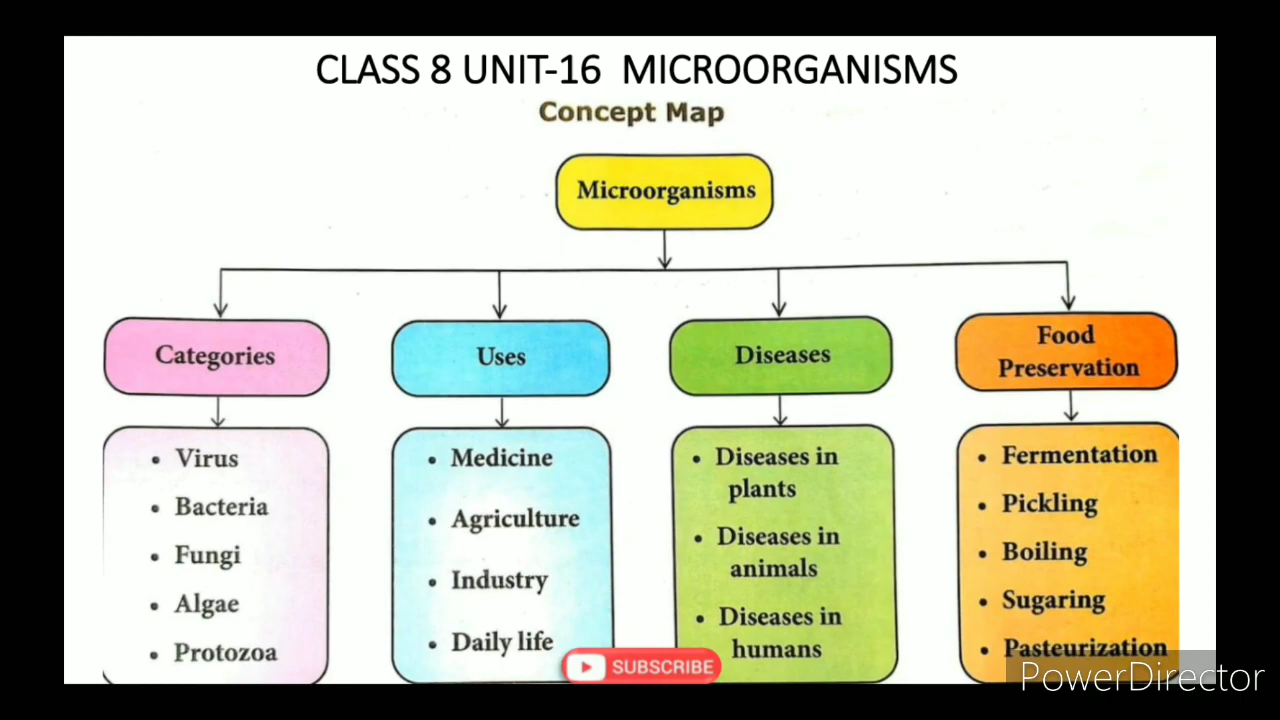 CLASS 8 UNIT-16 MICROORGANISMS
Concept Map
Microorganisms
Categories
• Virus
• Bacteria
• Fungi
• Algae
• Protozoa
Uses
• Medicine
• Agriculture
• Industry
• Daily life
Diseases
• Diseases in
plants
• Diseases in
animals
• Diseases in
humans
Food
Preservation
• Fermentation
• Pickling
• Boiling
• Sugaring
• Pasteurization
SUBSCRIBE
PowerDirector